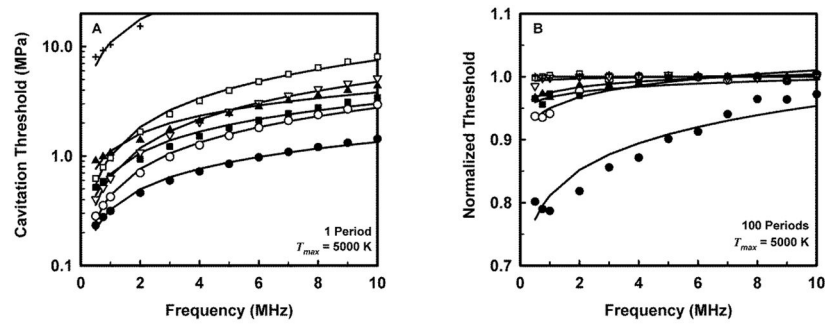 A
Cavitation Threshold (MPa)
10.0
1.0
0.1
1 Period
Tmax = 5000 K
0 2 4 6 8 10
Frequency (MHz)
B
Normalized Threshold
1.1
1.0
0.9
0.8
0.7
100 Periods
Tmax = 5000 K
0 2 4 6 8 10
Frequency (MHz)